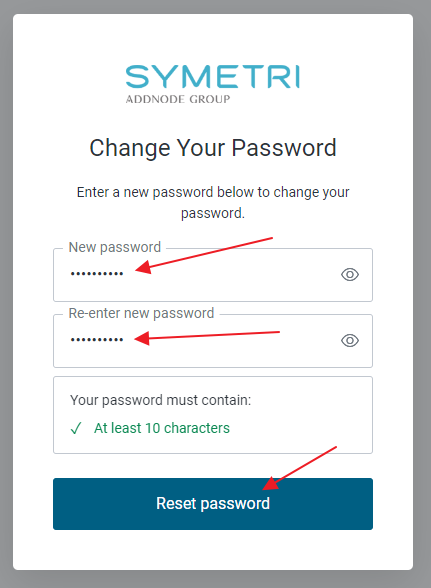 SYMETRI
ADDNODE GROUP
Change Your Password
Enter a new password below to change your
password.
New password
••••••••••
Re-enter new password
••••••••••
Your password must contain:
✓ At least 10 characters
Reset password